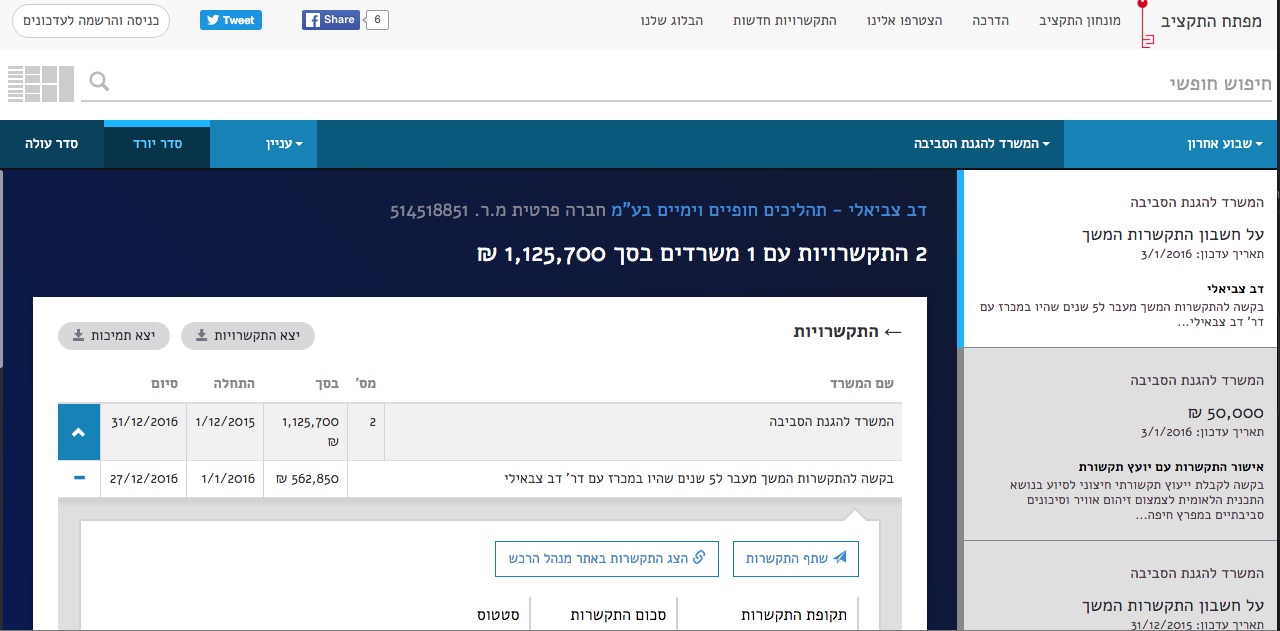 מפתח התקציב
מונחון התקציב
הדרכה
הצטרפו אלינו
התקשרויות חדשות
הבלוג שלנו
6
Share
Tweet
כניסה והרשמה לעדכונים
חיפוש חופשי
שבוע אחרון
המשרד להגנת הסביבה
עניין
סדר יורד
סדר עולה
המשרד להגנת הסביבה
על חשבון התקשרות המשך
תאריך עדכון: 3/1/2016
דב צביאלי
בקשה להתקשרות המשך מעבר ל5 שנים שהיו במכרז עם
דר' דב צבאילי...
המשרד להגנת הסביבה
50,000 ₪
תאריך עדכון: 3/1/2016
אישור התקשרות עם יועץ תקשורת
בקשה לקבלת ייעוץ תקשורתי חיצוני לסיוע בנושא
התכנית הלאומית לצמצום זיהום אוויר וסיכונים
סביבתיים במפרץ חיפה...
המשרד להגנת הסביבה
על חשבון התקשרות המשך
תאריך עדכון: 31/12/2015
דב צביאלי - תהליכים חופיים וימיים בע"מ חברה פרטית מ.ר. 514518851
2 התקשרויות עם 1 משרדים בסך 1,125,700 ₪
← התקשרויות
יצא התקשרויות
יצא תמיכות
שם המשרד מס' בסך התחלה סיום
המשרד להגנת הסביבה 2 1,125,700 1/12/2015 31/12/2016
₪
בקשה להתקשרות המשך מעבר ל5 שנים שהיו במכרז עם דר' דב צבאילי 562,850 ₪ 1/1/2016 27/12/2016
שתף התקשרות
הצג התקשרות באתר מנהל הרכש
תקופת התקשרות סכום התקשרות סטטוס